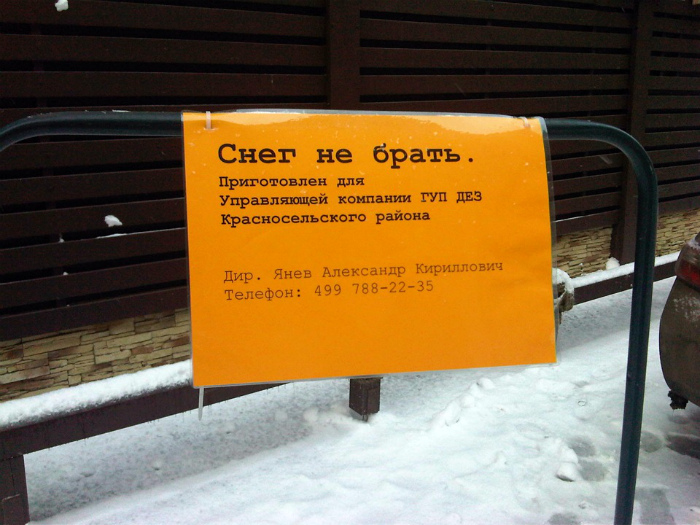 Снег не брать.
Приготовлен для
Управляющей компании ГУП ДЕЗ
Красносельского района
Дир. Янев Александр Кириллович
Телефон: 499 788-22-35